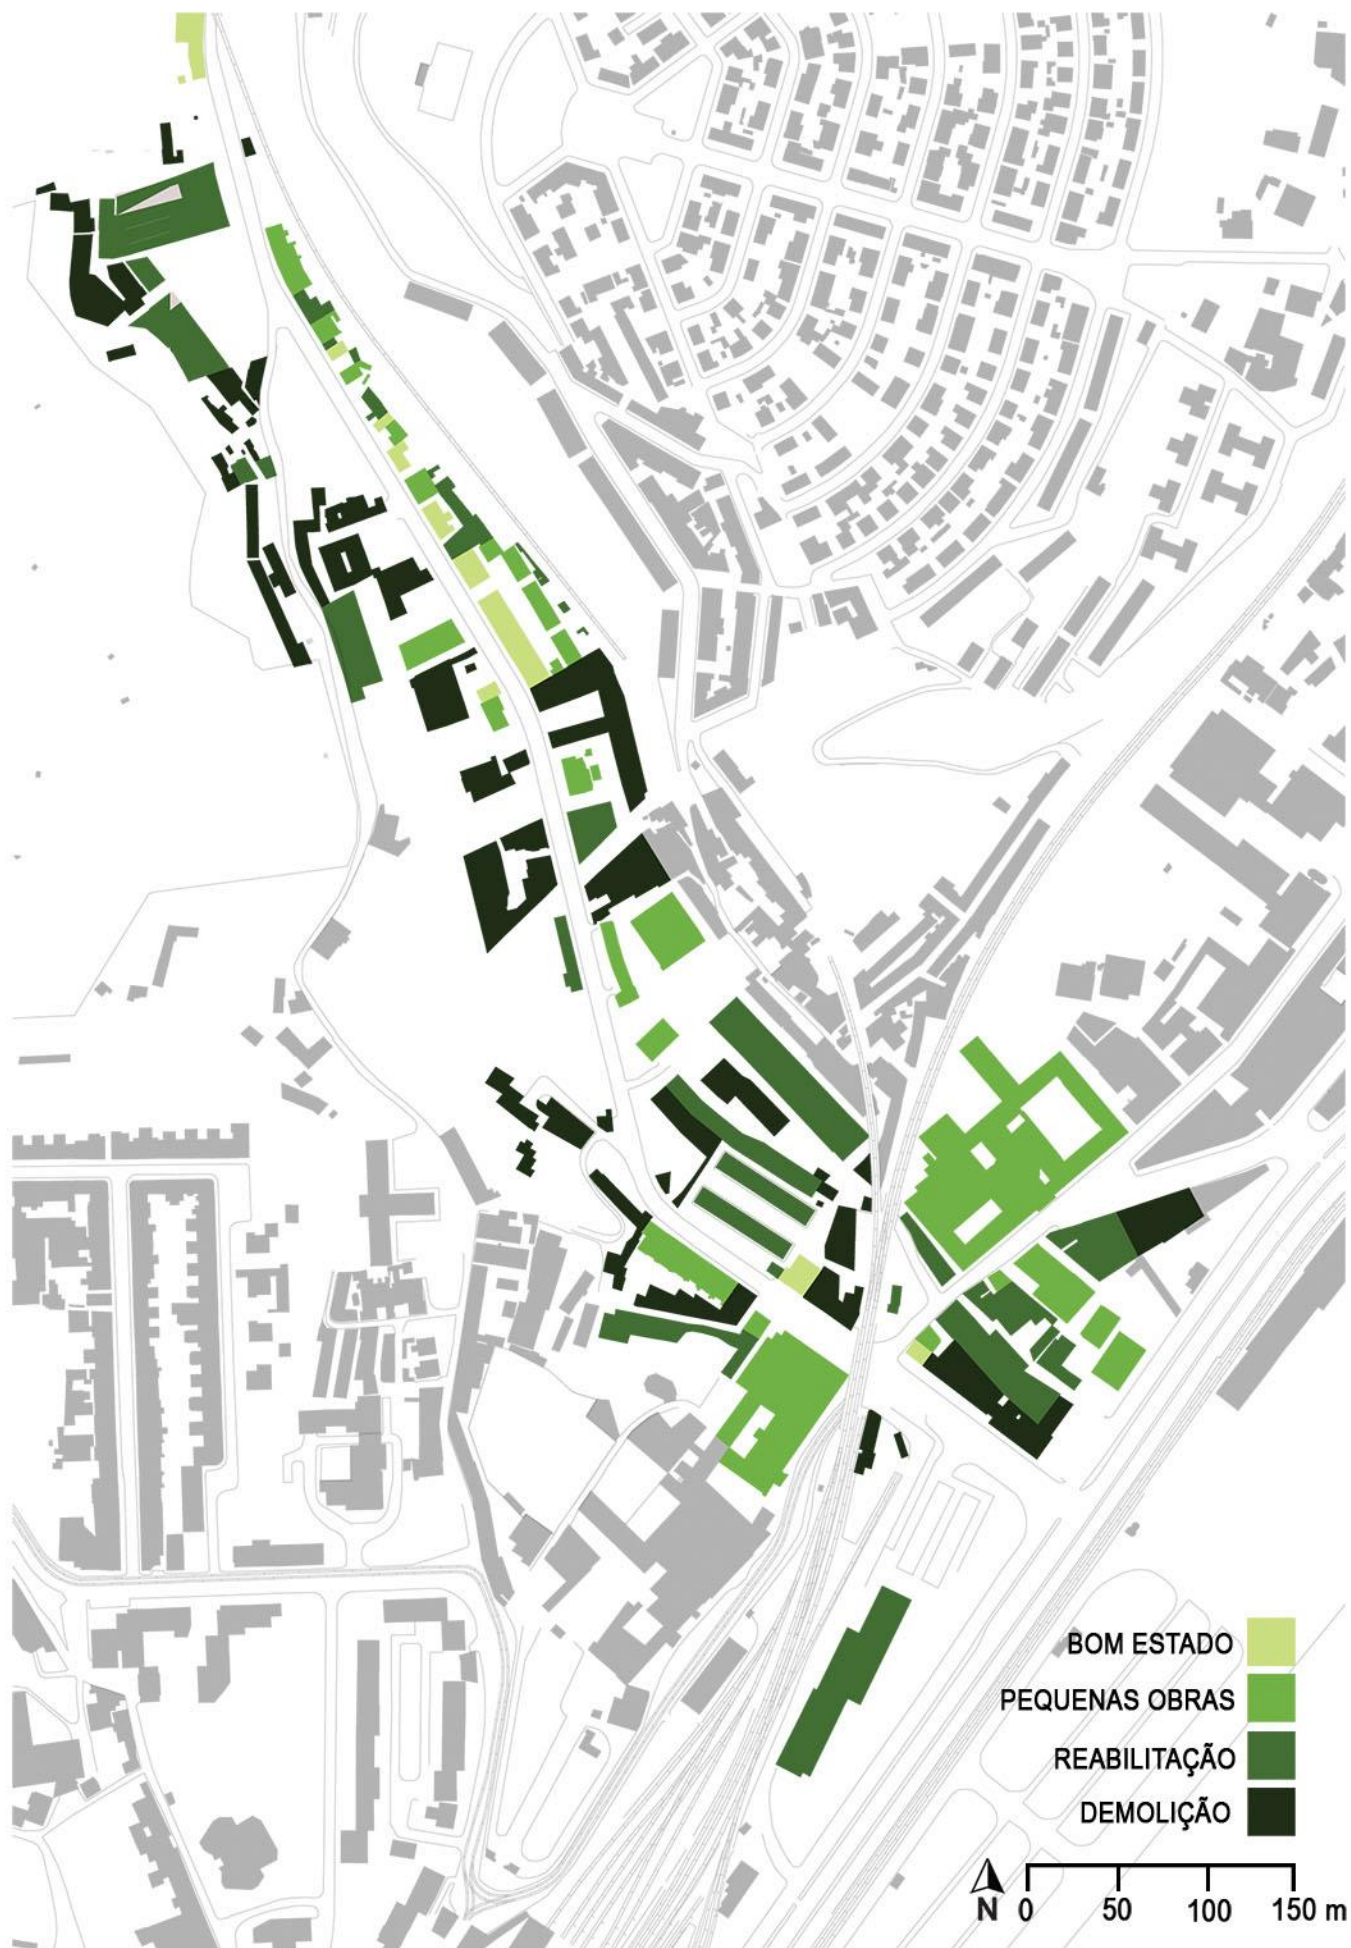 BOM ESTADO
PEQUENAS OBRAS
REABILITAÇÃO
DEMOLIÇÃO
N 0 50 100 150 m